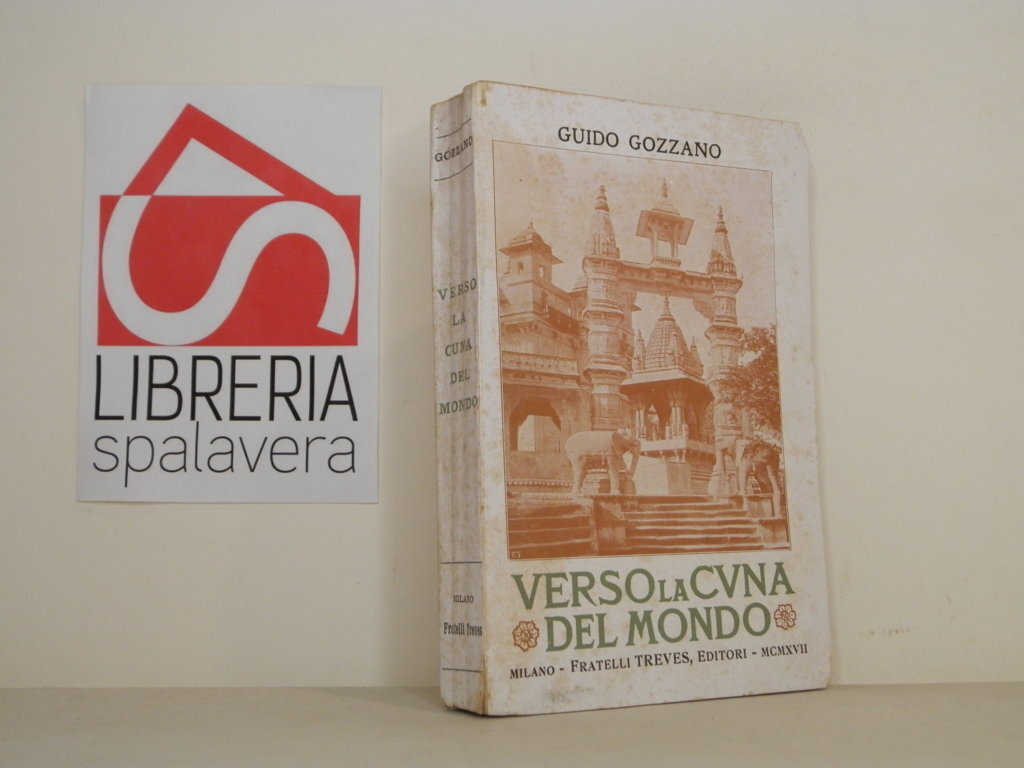 LIBRERIA
spalavera
GOZZANO
VERSO
LA
CUNA
DEL
MONDO
MILANO
Fratelli Treves
GUIDO GOZZANO
VERSO LA CVNA
DEL MONDO
MILANO - FRATELLI TREVES, EDITORI - MCMXVII